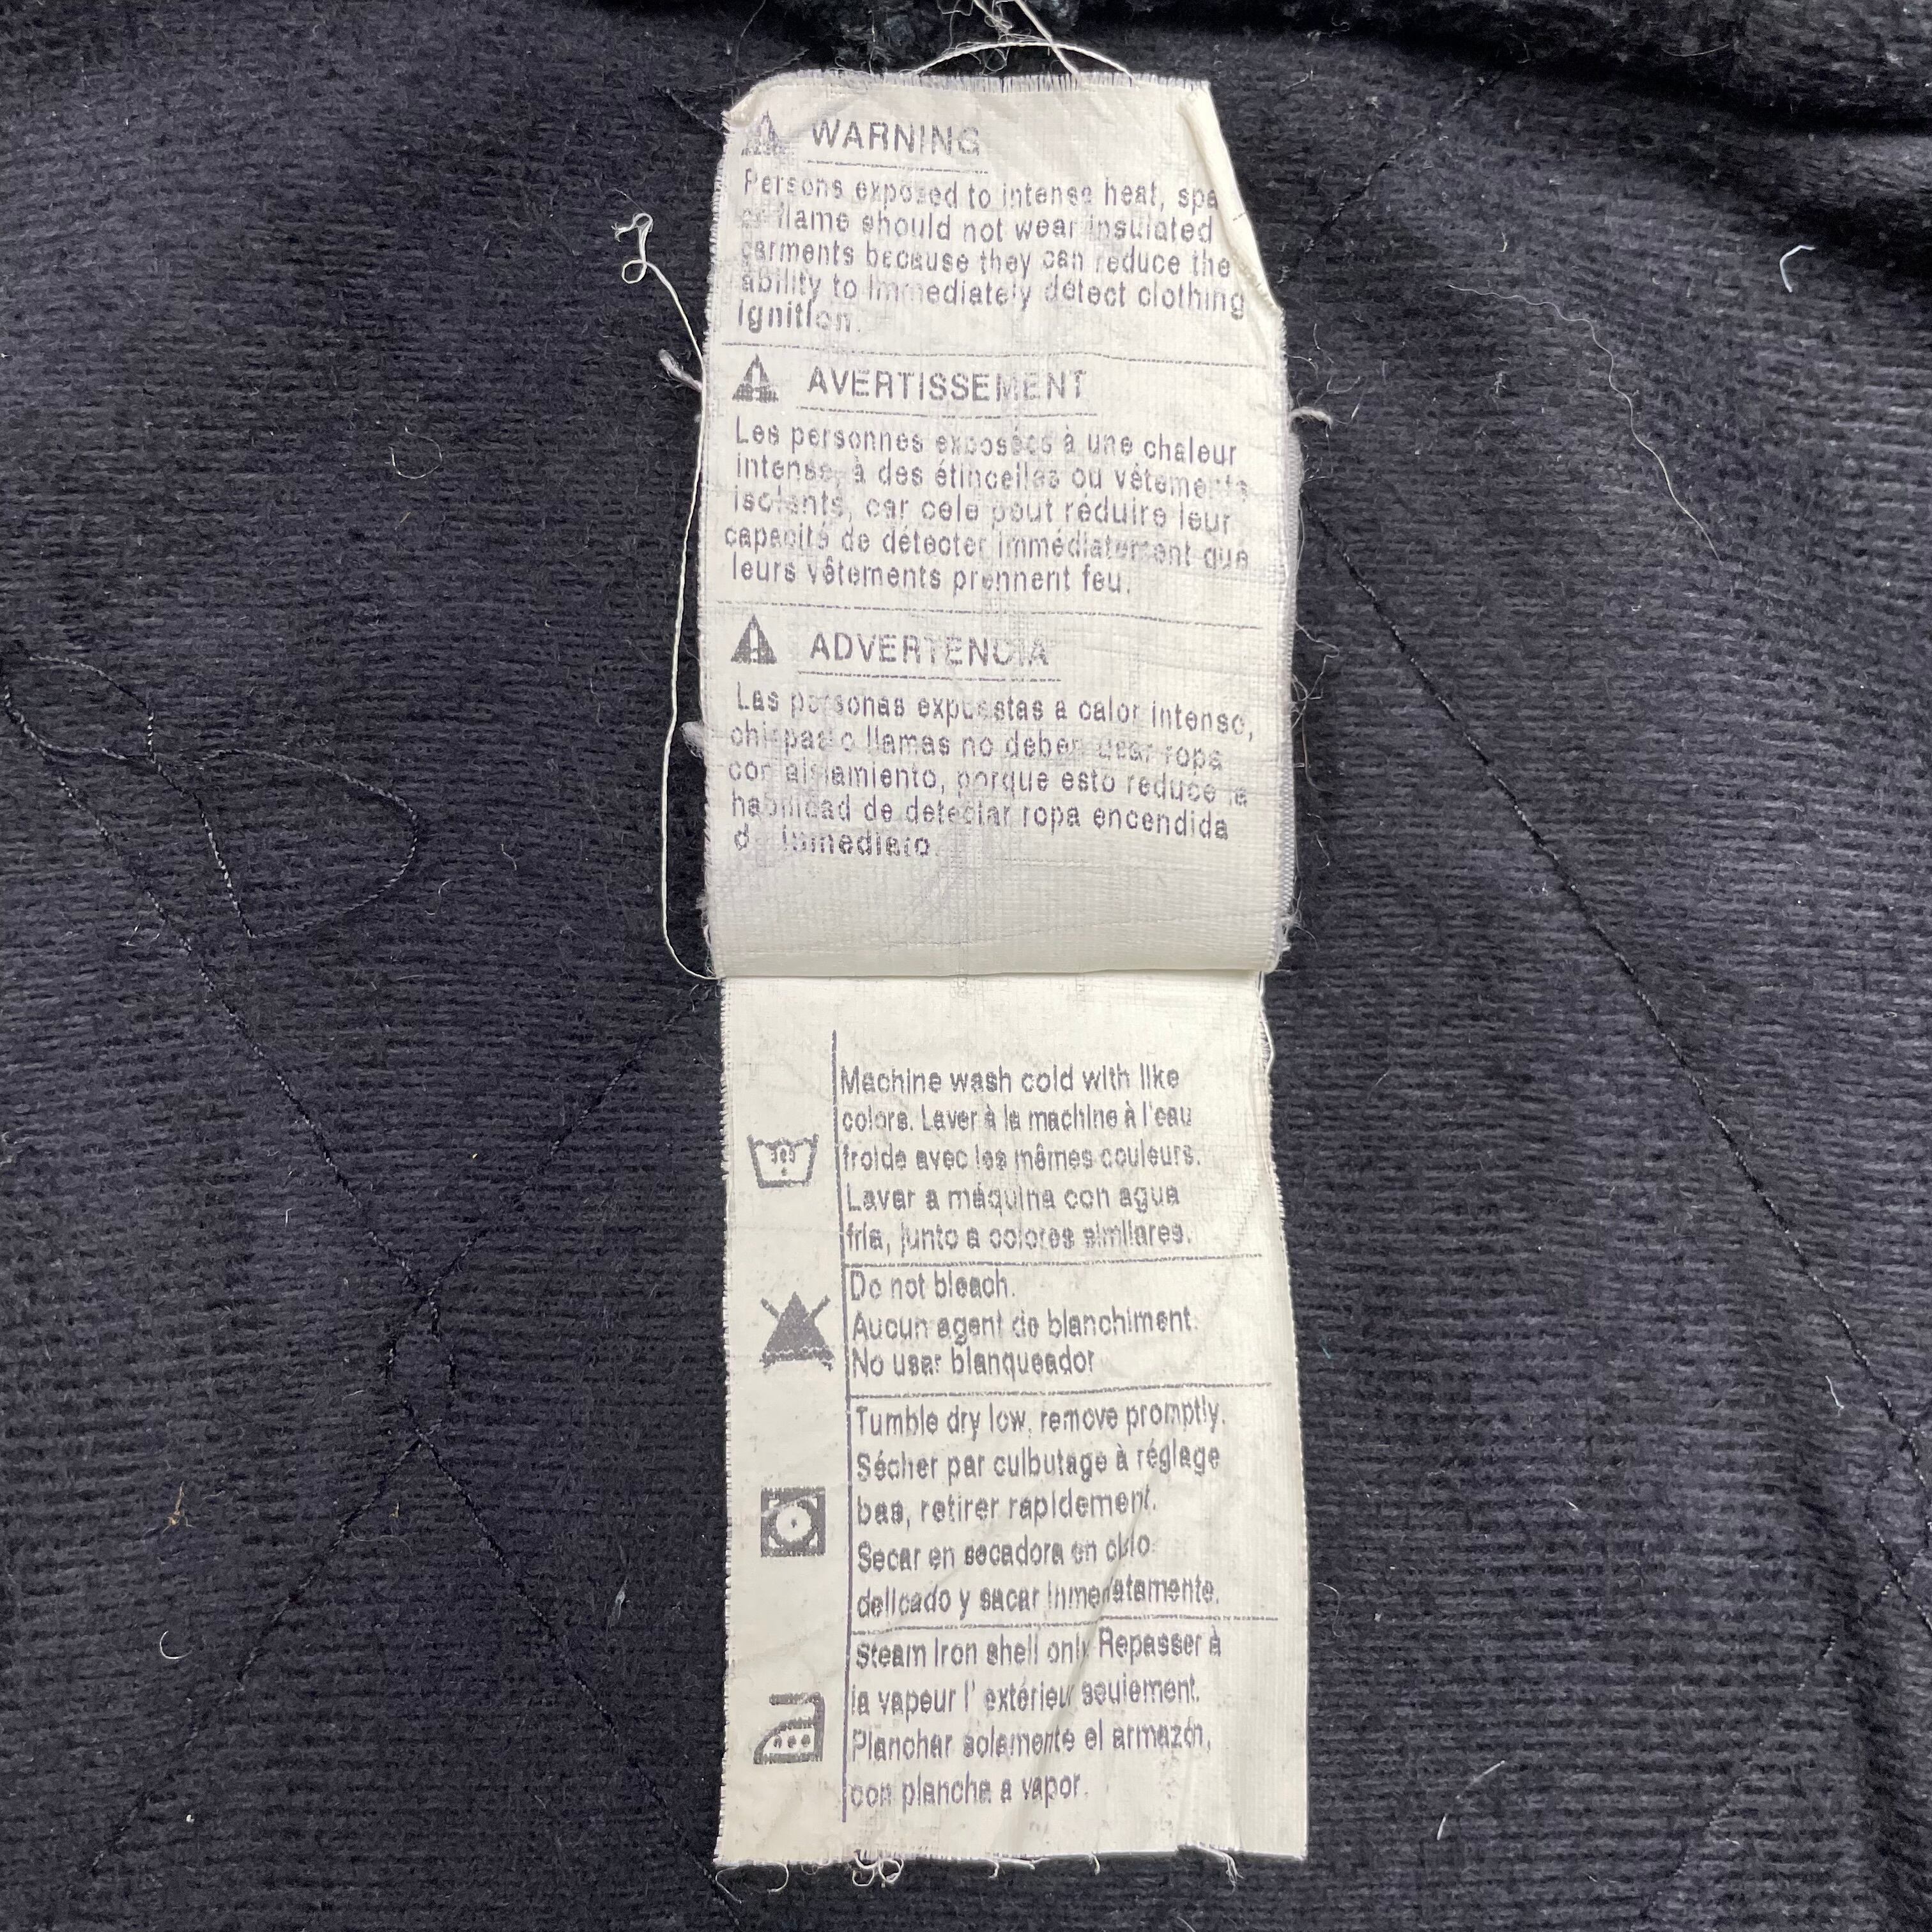 WARNING
Persons exposed to intense heat, spa
or flame should not wear insulated
garments because they can reduce the
ability to immediately detect clothing
ignition.
AVERTISSEMENT
Les personnes exposées à une chaleur
intense, à des étincelles ou vêtements
isolants, car cele peut réduire leur
capacité de détecter immédiatement que
leurs vêtements prennent feu.
ADVERTENCIA
Las personas expuestas a calor intenso,
chispas o llamas no deben usar ropa
con aislamiento, porque esto reduce la
habilidad de detectar ropa encendida
de inmediato.
Machine wash cold with like
colors. Laver à la machine à l'eau
froide avec les mêmes couleurs.
Lavar a máquina con agua
fría, junto a colores similares.
Do not bleach.
Aucun agent de blanchiment.
No usar blanqueador
Tumble dry low, remove promptly.
Sécher par culbutage à réglage
bas, retirer rapidement.
Secar en secadora en ciclo
delicado y sacar inmediatamente.
Steam Iron shell only Repasser à
la vapeur l' extérieur seulement.
Planchar solamente el armazón,
con plancha a vapor.